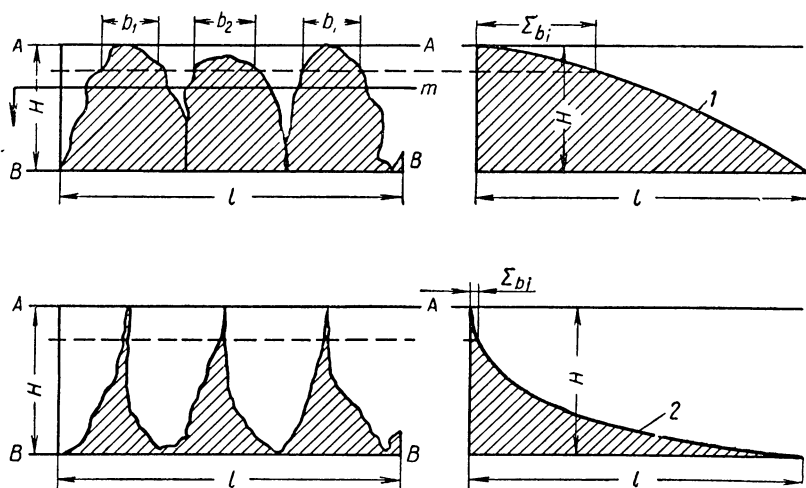 b₁ b₂ bᵢ Σbᵢ
A A
H m H 1
B B
l l
Σbᵢ
A A
H H 2
B B
l l